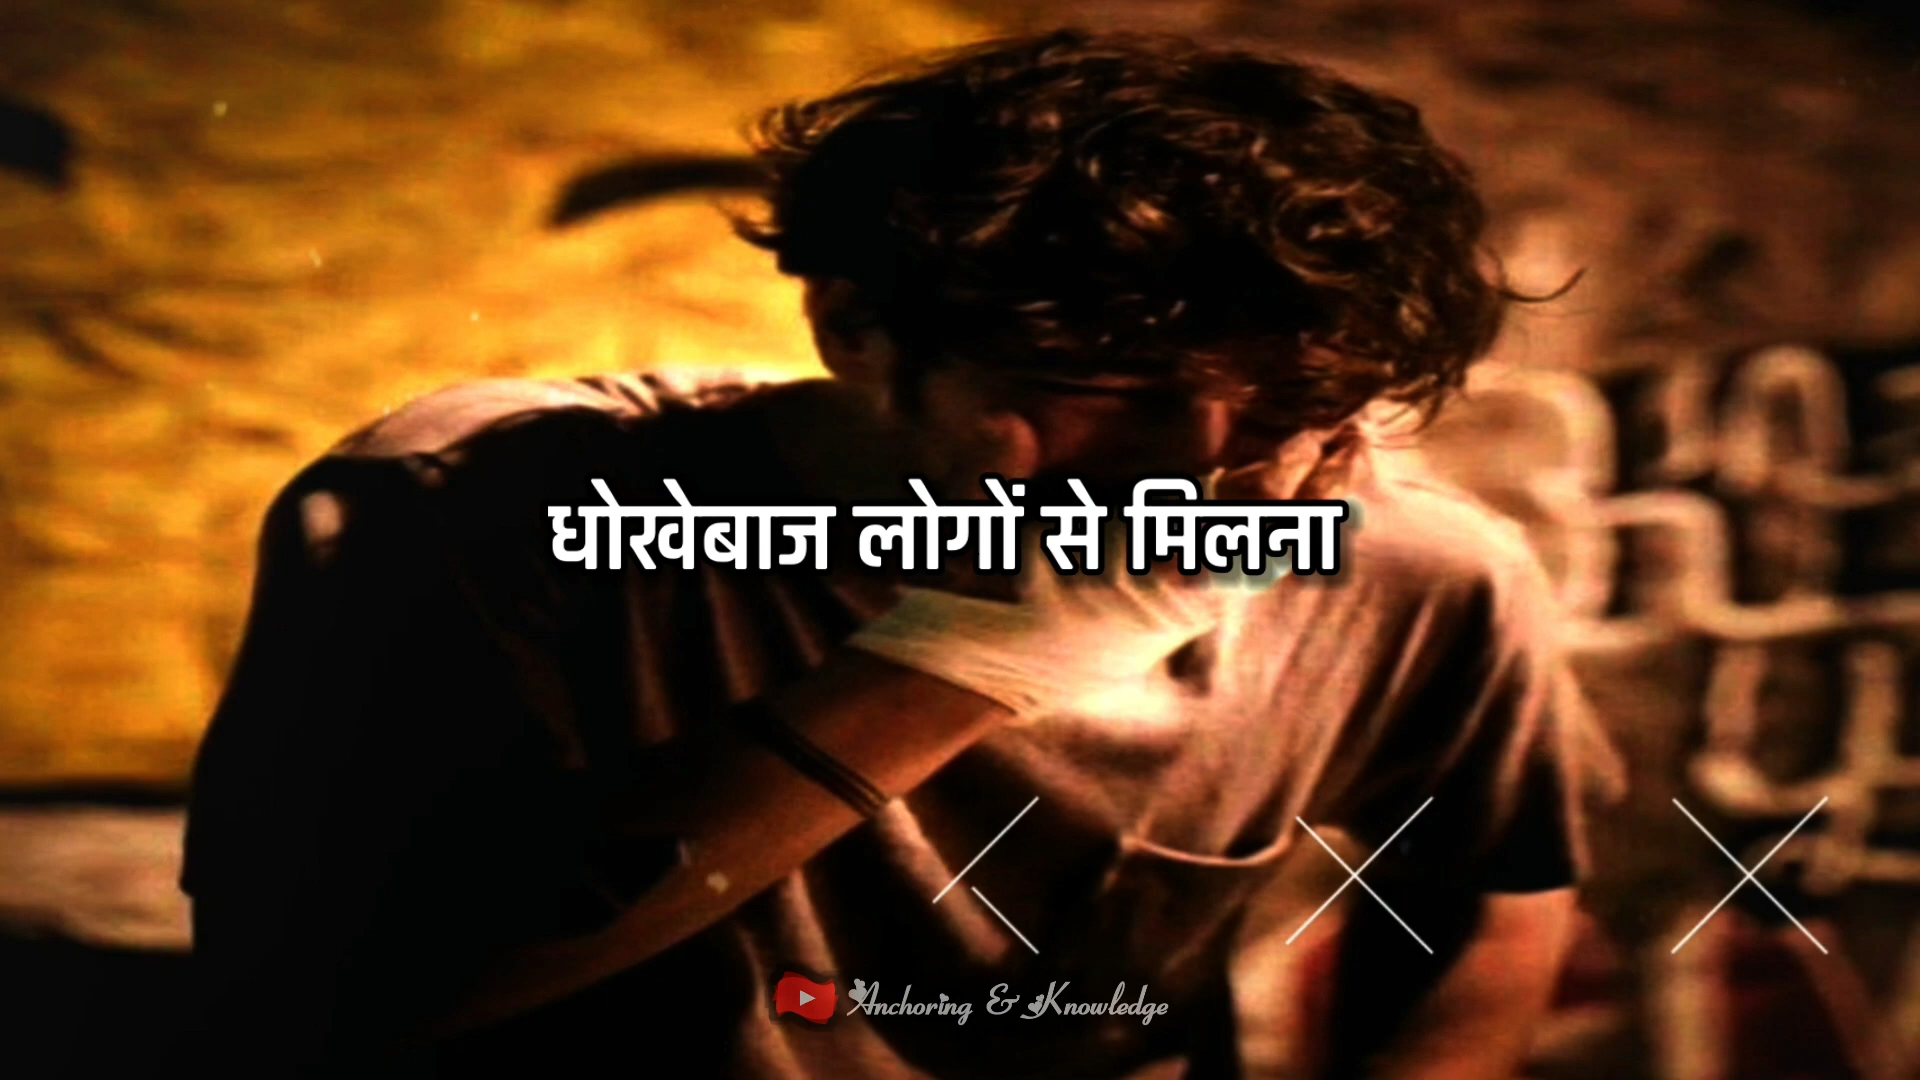 धोखेबाज लोगों से मिलना
Anchoring & Knowledge